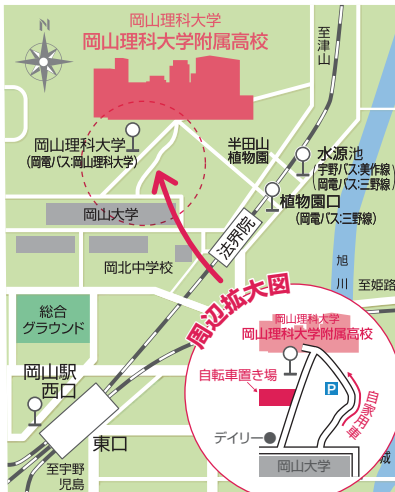 N
岡山理科大学
岡山理科大学附属高校
至津山
岡山理科大学
(岡電バス:岡山理科大学)
半田山
植物園
水源池
(宇野バス:美作線
(岡電バス:三野線)
植物園口
(岡電バス:三野線)
岡山大学
法界院
岡北中学校
旭川
至姫路
総合
グラウンド
周辺拡大図
岡山理科大学
岡山理科大学附属高校
自転車置き場
P
自家用車
デイリー
岡山大学
岡山駅
西口
東口
至宇野
児島
城